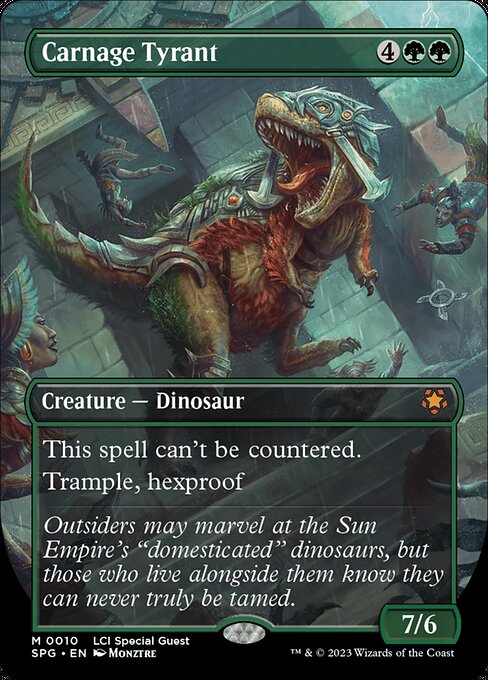 Carnage Tyrant 4
Creature — Dinosaur
This spell can't be countered.
Trample, hexproof
Outsiders may marvel at the Sun
Empire's “domesticated” dinosaurs, but
those who live alongside them know they
can never truly be tamed.
7/6
M 0010 LCI Special Guest
SPG • EN Monztre
™ & © 2023 Wizards of the Coast